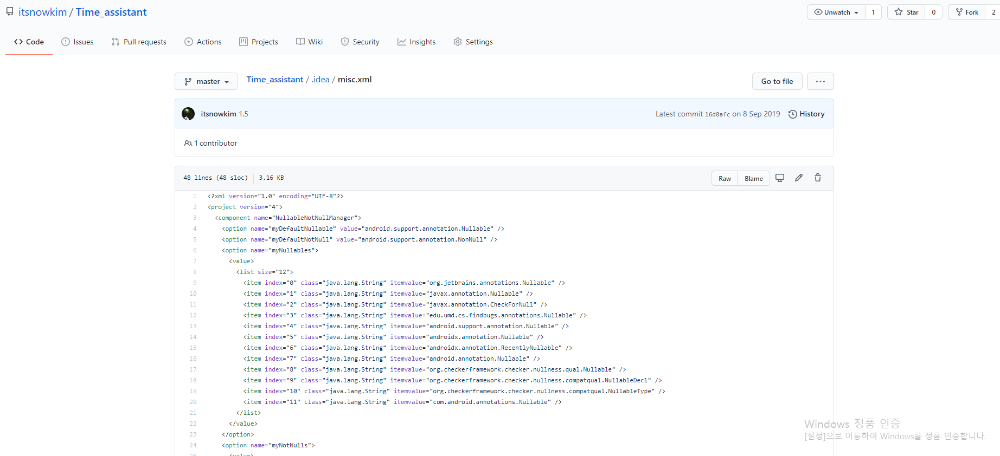 itsnowkim / Time_assistant
Unwatch 1 Star 0 Fork 2
Code Issues Pull requests Actions Projects Wiki Security Insights Settings
master Time_assistant / .idea / misc.xml Go to file ...
itsnowkim 1.5 Latest commit 16d0afc on 8 Sep 2019 History
1 contributor
48 lines (48 sloc) 3.16 KB Raw Blame
1 <?xml version="1.0" encoding="UTF-8"?>
2 <project version="4">
3 <component name="NullableNotNullManager">
4 <option name="myDefaultNullable" value="android.support.annotation.Nullable" />
5 <option name="myDefaultNotNull" value="android.support.annotation.NonNull" />
6 <option name="myNullables">
7 <value>
8 <list size="12">
9 <item index="0" class="java.lang.String" itemvalue="org.jetbrains.annotations.Nullable" />
10 <item index="1" class="java.lang.String" itemvalue="javax.annotation.Nullable" />
11 <item index="2" class="java.lang.String" itemvalue="javax.annotation.CheckForNull" />
12 <item index="3" class="java.lang.String" itemvalue="edu.umd.cs.findbugs.annotations.Nullable" />
13 <item index="4" class="java.lang.String" itemvalue="android.support.annotation.Nullable" />
14 <item index="5" class="java.lang.String" itemvalue="androidx.annotation.Nullable" />
15 <item index="6" class="java.lang.String" itemvalue="androidx.annotation.RecentlyNullable" />
16 <item index="7" class="java.lang.String" itemvalue="android.annotation.Nullable" />
17 <item index="8" class="java.lang.String" itemvalue="org.checkerframework.checker.nullness.qual.Nullable" />
18 <item index="9" class="java.lang.String" itemvalue="org.checkerframework.checker.nullness.compatqual.NullableDecl" />
19 <item index="10" class="java.lang.String" itemvalue="org.checkerframework.checker.nullness.compatqual.NullableType" />
20 <item index="11" class="java.lang.String" itemvalue="com.android.annotations.Nullable" />
21 </list>
22 </value>
23 </option>
24 <option name="myNotNulls">
25 <value>
Windows 정품 인증
[설정]으로 이동하여 Windows를 정품 인증합니다.